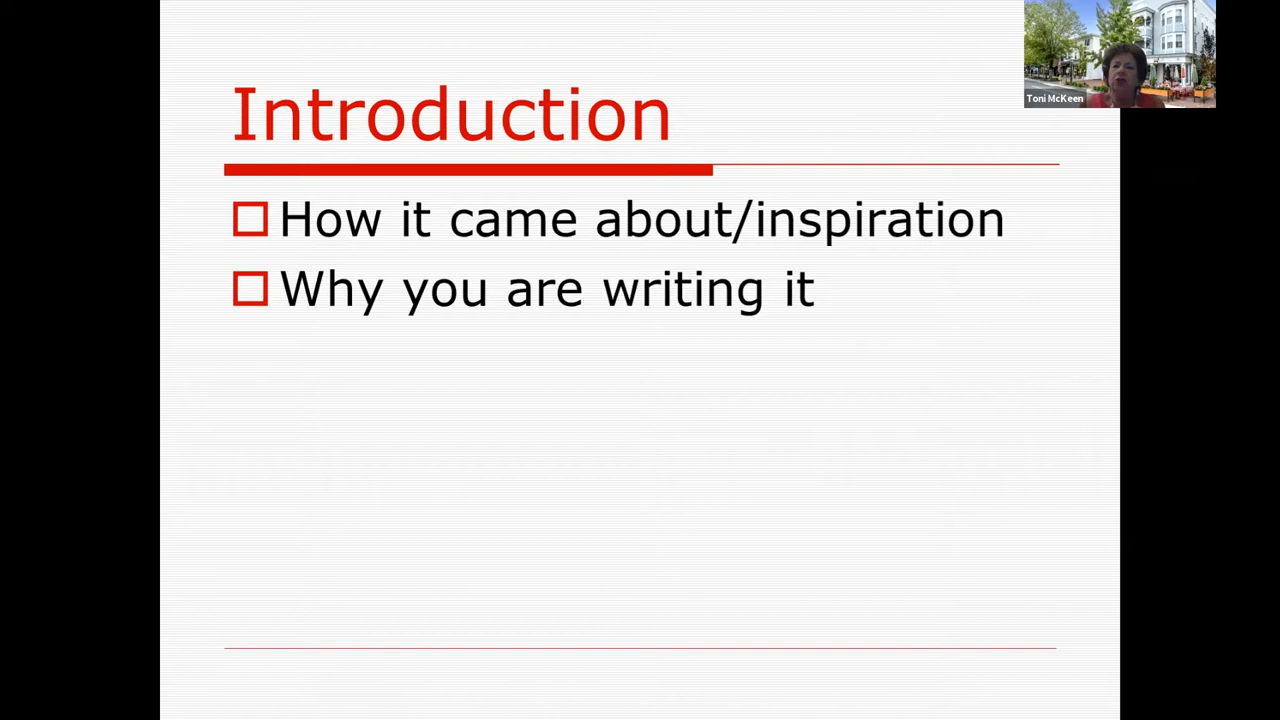 Introduction
How it came about/inspiration
Why you are writing it
Toni McKeen